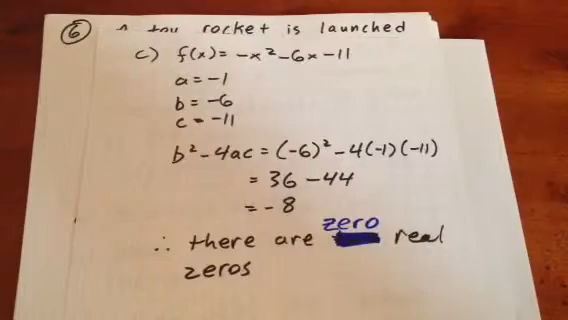 6 A toy rocket is launched
c) f(x) = -x² - 6x - 11
a = -1
b = -6
c = -11
b² - 4ac = (-6)² - 4(-1)(-11)
= 36 - 44
= - 8
∴ there are zero real
zeros